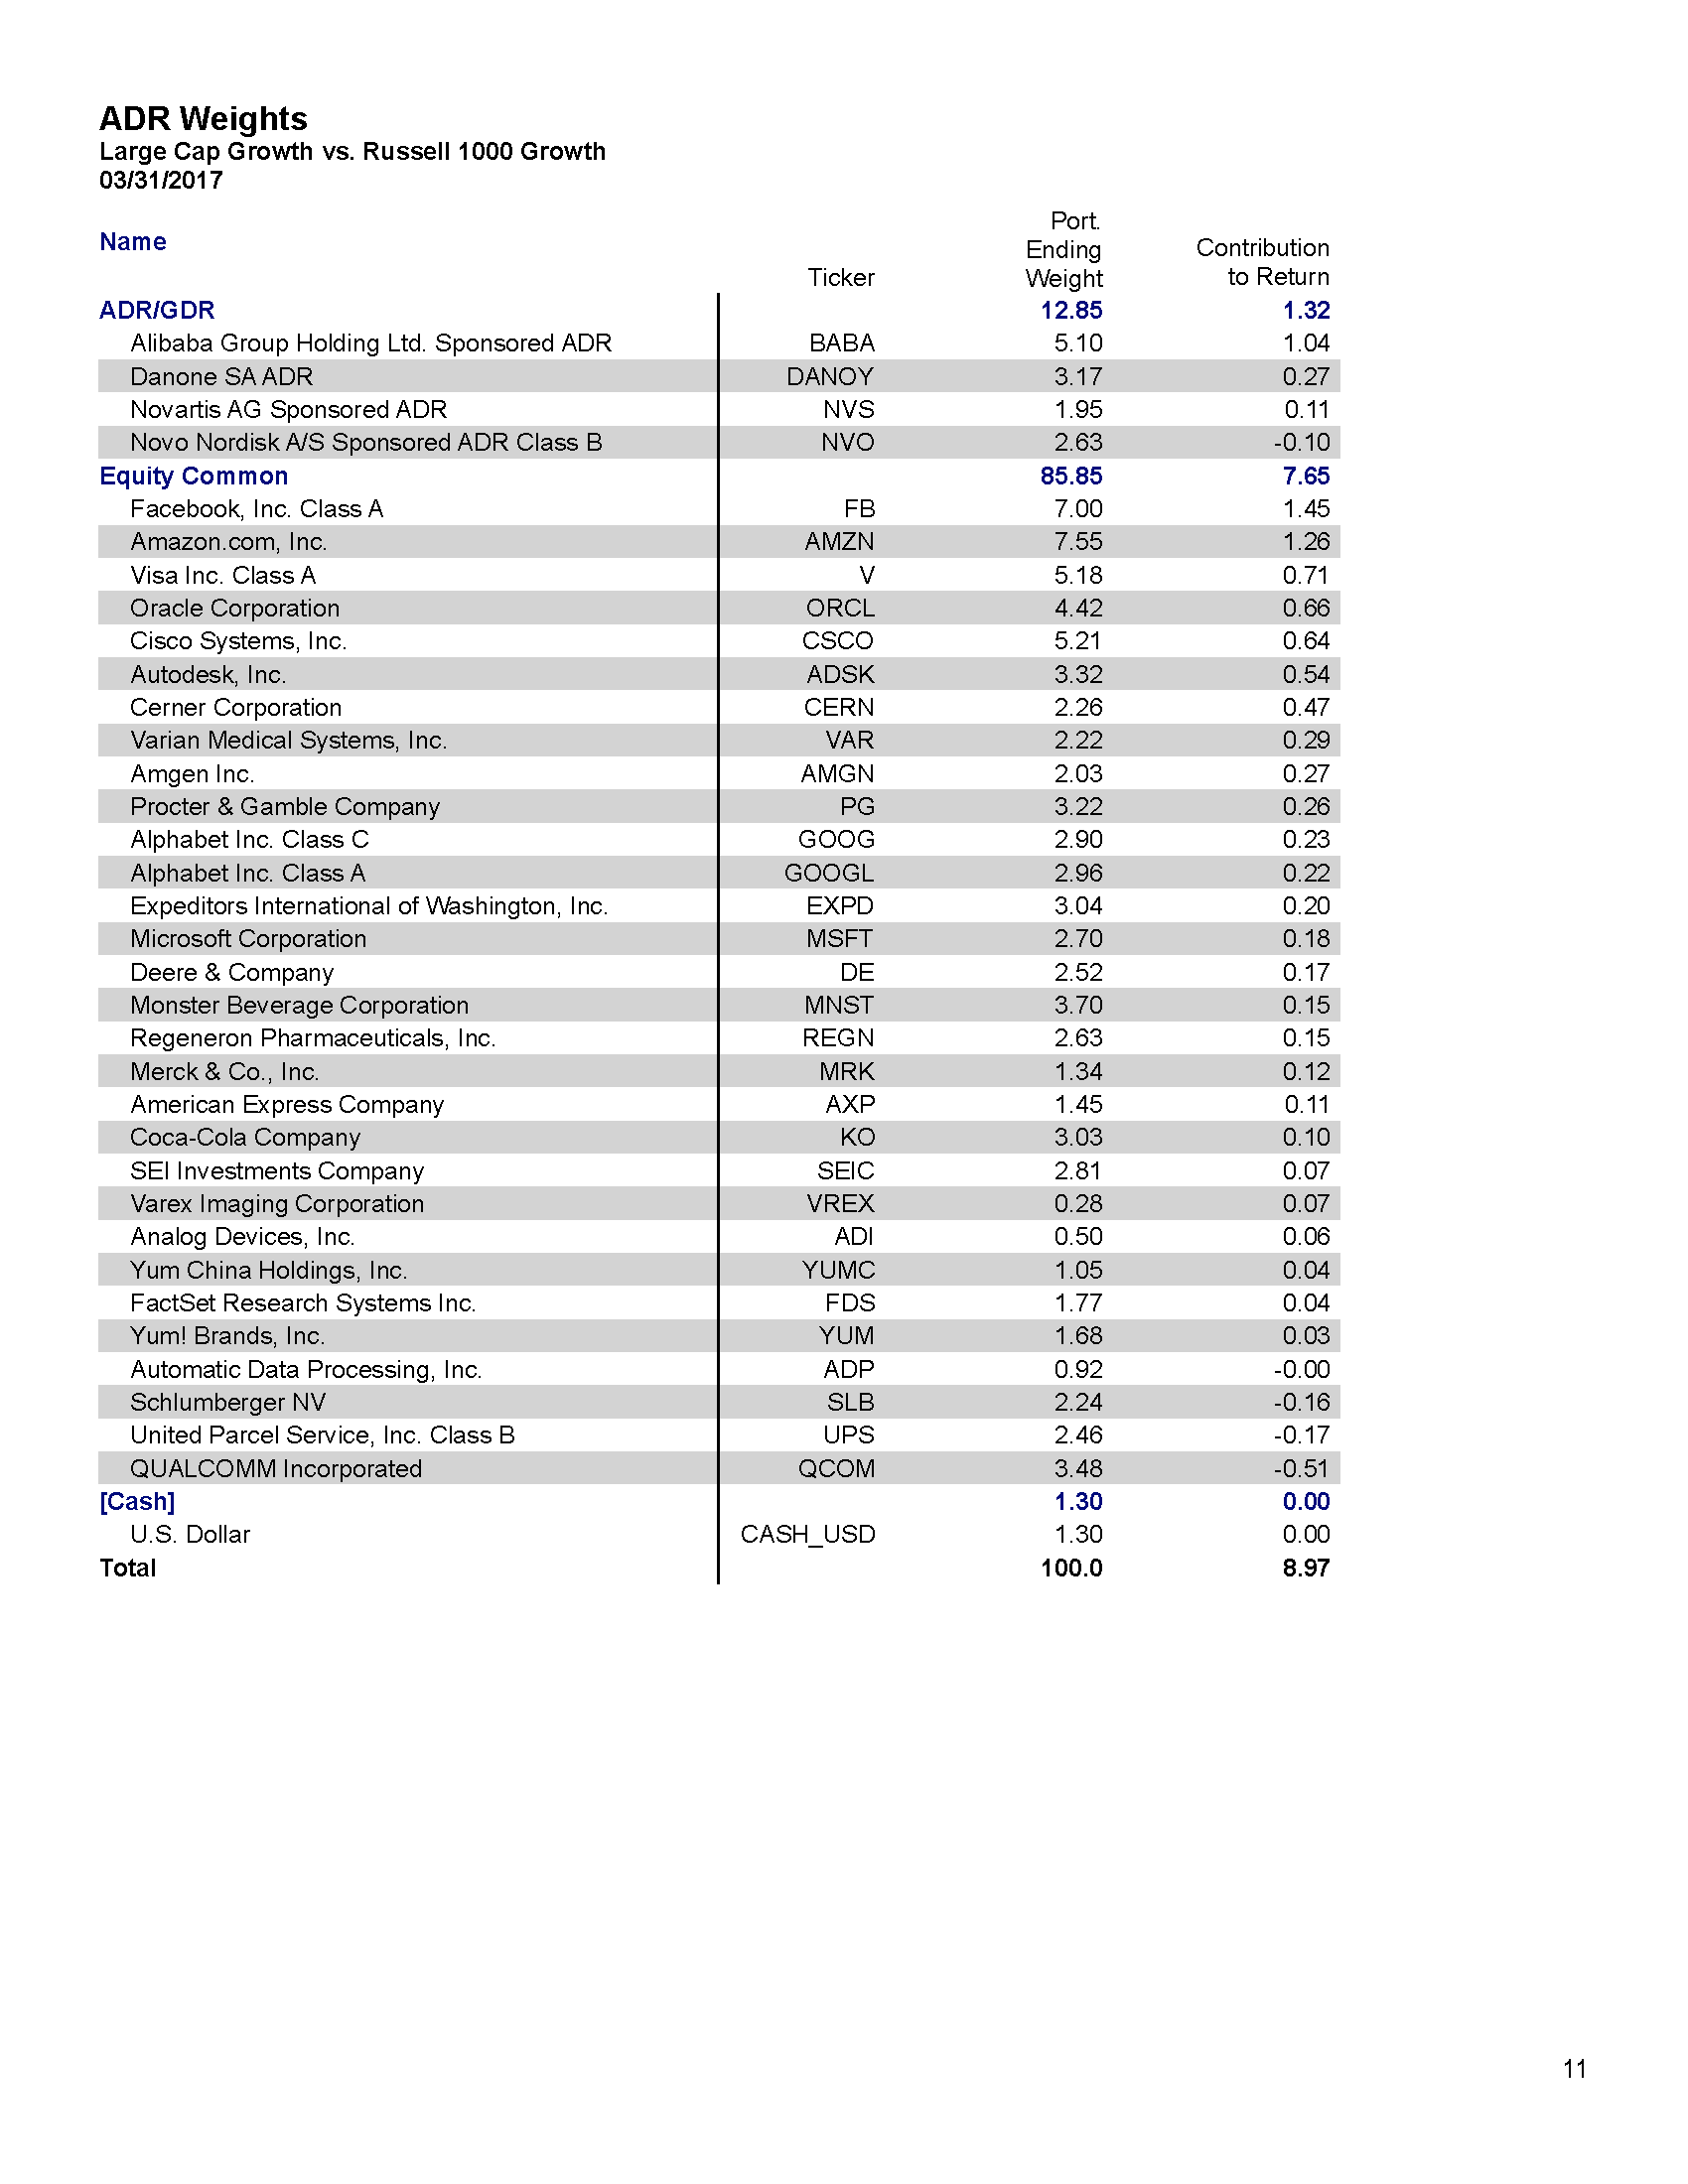 ADR Weights
Large Cap Growth vs. Russell 1000 Growth
03/31/2017
Name Ticker Port. Ending Weight Contribution to Return
ADR/GDR 12.85 1.32
Alibaba Group Holding Ltd. Sponsored ADR BABA 5.10 1.04
Danone SA ADR DANOY 3.17 0.27
Novartis AG Sponsored ADR NVS 1.95 0.11
Novo Nordisk A/S Sponsored ADR Class B NVO 2.63 -0.10
Equity Common 85.85 7.65
Facebook, Inc. Class A FB 7.00 1.45
Amazon.com, Inc. AMZN 7.55 1.26
Visa Inc. Class A V 5.18 0.71
Oracle Corporation ORCL 4.42 0.66
Cisco Systems, Inc. CSCO 5.21 0.64
Autodesk, Inc. ADSK 3.32 0.54
Cerner Corporation CERN 2.26 0.47
Varian Medical Systems, Inc. VAR 2.22 0.29
Amgen Inc. AMGN 2.03 0.27
Procter & Gamble Company PG 3.22 0.26
Alphabet Inc. Class C GOOG 2.90 0.23
Alphabet Inc. Class A GOOGL 2.96 0.22
Expeditors International of Washington, Inc. EXPD 3.04 0.20
Microsoft Corporation MSFT 2.70 0.18
Deere & Company DE 2.52 0.17
Monster Beverage Corporation MNST 3.70 0.15
Regeneron Pharmaceuticals, Inc. REGN 2.63 0.15
Merck & Co., Inc. MRK 1.34 0.12
American Express Company AXP 1.45 0.11
Coca-Cola Company KO 3.03 0.10
SEI Investments Company SEIC 2.81 0.07
Varex Imaging Corporation VREX 0.28 0.07
Analog Devices, Inc. ADI 0.50 0.06
Yum China Holdings, Inc. YUMC 1.05 0.04
FactSet Research Systems Inc. FDS 1.77 0.04
Yum! Brands, Inc. YUM 1.68 0.03
Automatic Data Processing, Inc. ADP 0.92 -0.00
Schlumberger NV SLB 2.24 -0.16
United Parcel Service, Inc. Class B UPS 2.46 -0.17
QUALCOMM Incorporated QCOM 3.48 -0.51
[Cash] 1.30 0.00
U.S. Dollar CASH_USD 1.30 0.00
Total 100.0 8.97
11